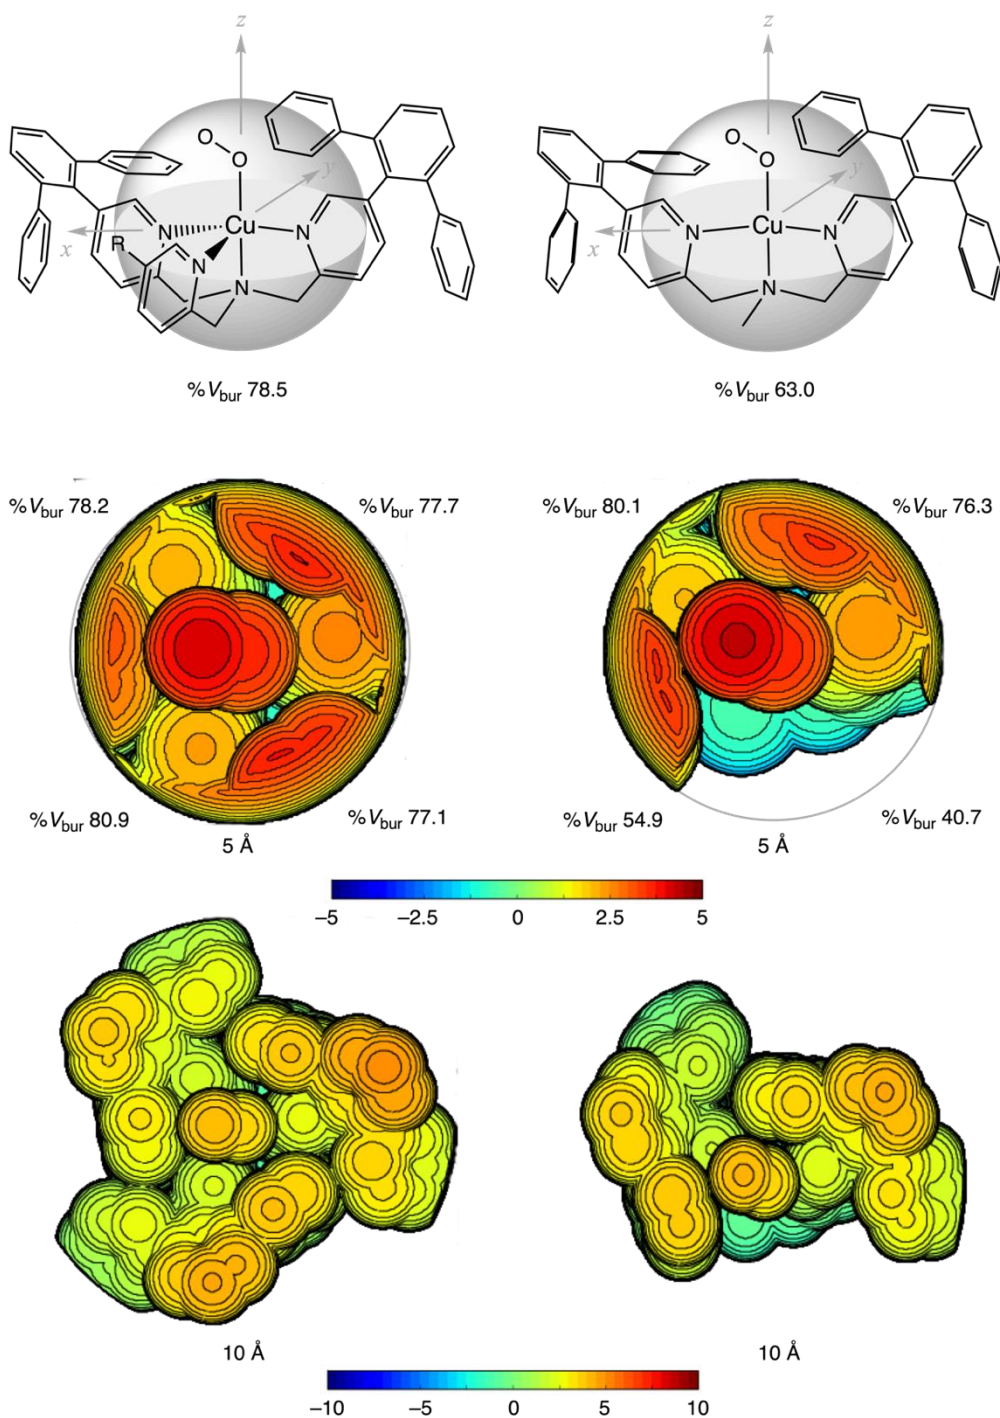 z
z
O
O
O
O
y
y
N
Cu
N
N
Cu
N
x
R
N
x
N
N
%Vbur 78.5
%Vbur 63.0
%Vbur 78.2
%Vbur 77.7
%Vbur 80.1
%Vbur 76.3
%Vbur 80.9
%Vbur 77.1
%Vbur 54.9
%Vbur 40.7
5 Å
5 Å
−5
−2.5
0
2.5
5
10 Å
10 Å
−10
−5
0
5
10